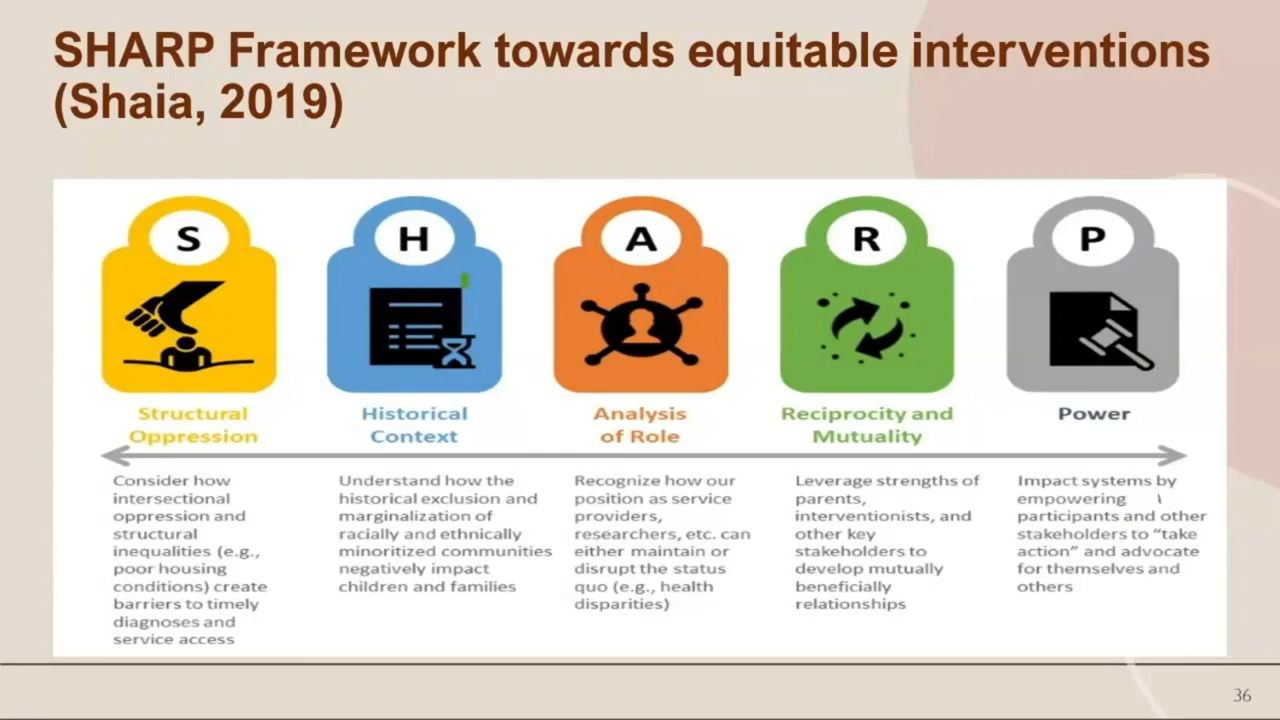 SHARP Framework towards equitable interventions
(Shaia, 2019)
S
H
A
R
P
Structural
Oppression
Historical
Context
Analysis
of Role
Reciprocity and
Mutuality
Power
Consider how
intersectional
oppression and
structural
inequalities (e.g.,
poor housing
conditions) create
barriers to timely
diagnoses and
service access
Understand how the
historical exclusion and
marginalization of
racially and ethnically
minoritized communities
negatively impact
children and families
Recognize how our
position as service
providers,
researchers, etc. can
either maintain or
disrupt the status
quo (e.g., health
disparities)
Leverage strengths of
parents,
interventionists, and
other key
stakeholders to
develop mutually
beneficially
relationships
Impact systems by
empowering
participants and other
stakeholders to “take
action” and advocate
for themselves and
others
36